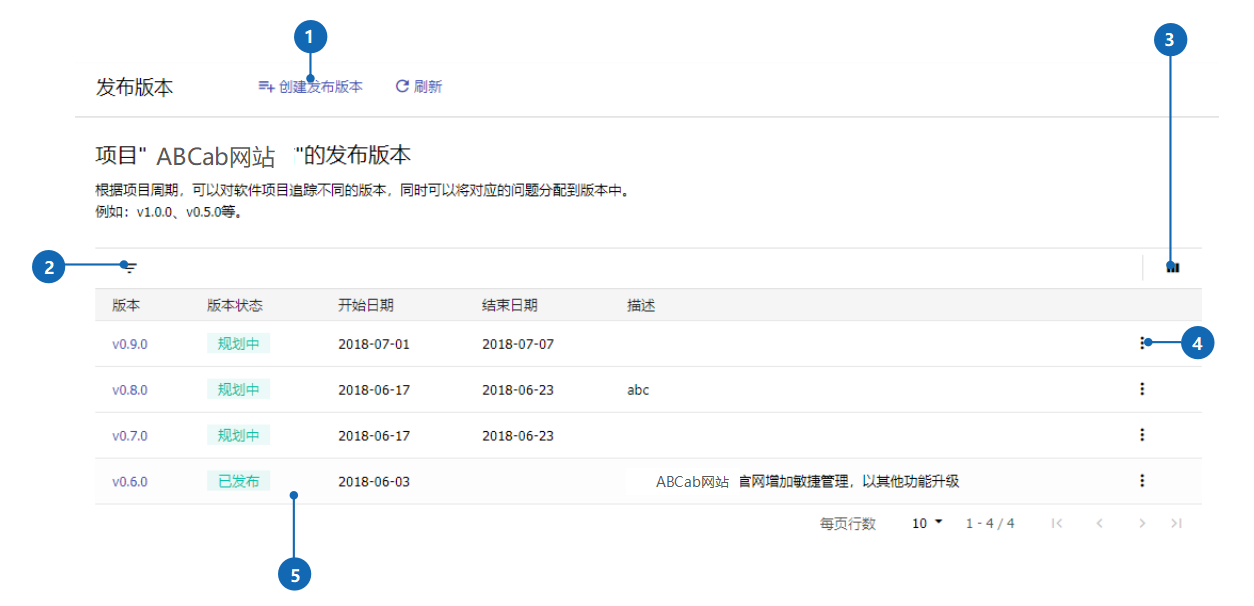 1
3
发布版本 创建发布版本 刷新
项目" ABCab网站 "的发布版本
根据项目周期，可以对软件项目追踪不同的版本，同时可以将对应的问题分配到版本中。
例如：v1.0.0、v0.5.0等。
2
版本 版本状态 开始日期 结束日期 描述
v0.9.0 规划中 2018-07-01 2018-07-07 4
v0.8.0 规划中 2018-06-17 2018-06-23 abc
v0.7.0 规划中 2018-06-17 2018-06-23
v0.6.0 已发布 2018-06-03 ABCab网站 官网增加敏捷管理，以其他功能升级
每页行数 10 1 - 4 / 4
5